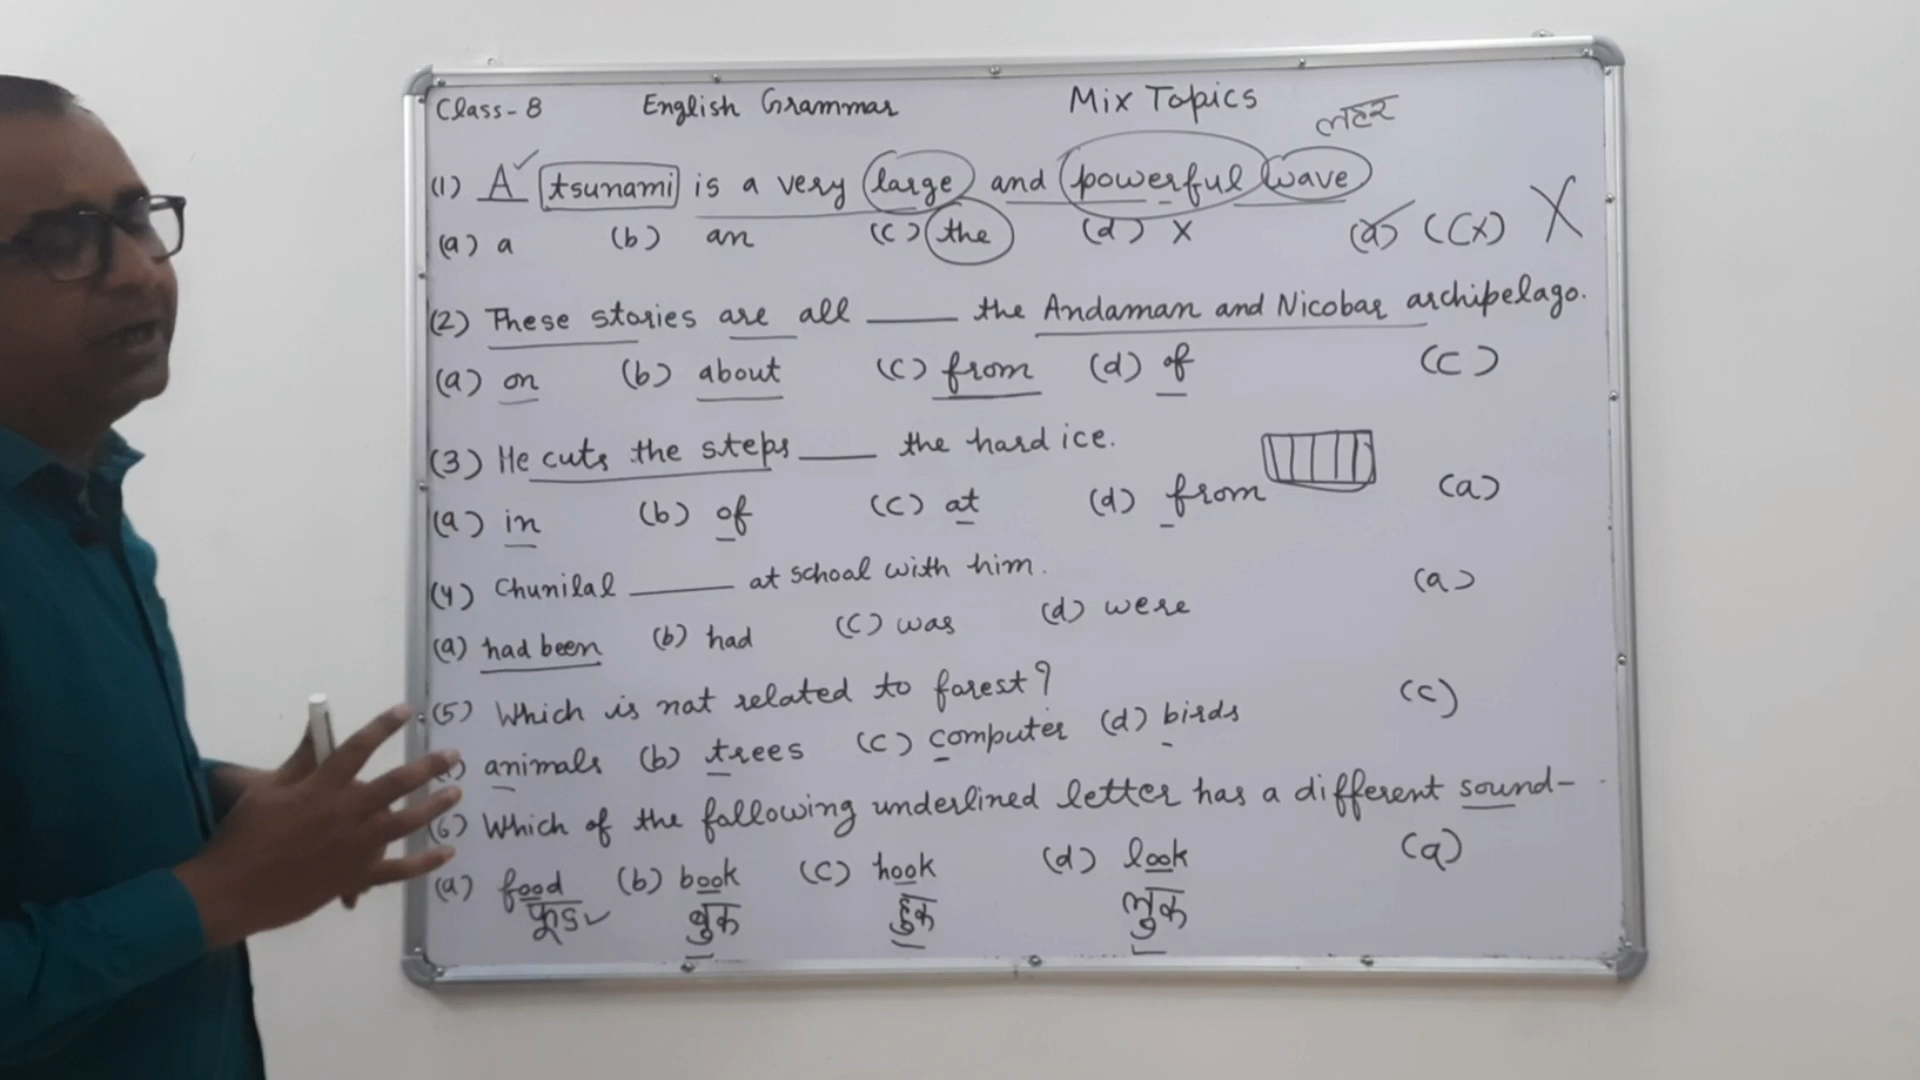 Class-8 English Grammar Mix Topics
लहर
(1) A ✓ tsunami is a very large and powerful wave
(a) a (b) an (c) the (d) X (a) (Cx) X
(2) These stories are all ____ the Andaman and Nicobar archipelago.
(a) on (b) about (c) from (d) of (c)
(3) He cuts the steps ____ the hard ice.
(a) in (b) of (c) at (d) from (a)
(4) Chunilal ____ at school with him.
(a) had been (b) had (c) was (d) were (a)
(5) Which is not related to forest? (c)
animals (b) trees (c) computer (d) birds
(6) Which of the following underlined letter has a different sound-
(a) food (b) book (c) hook (d) look (a)
फूड ✓ बुक हुक लुक